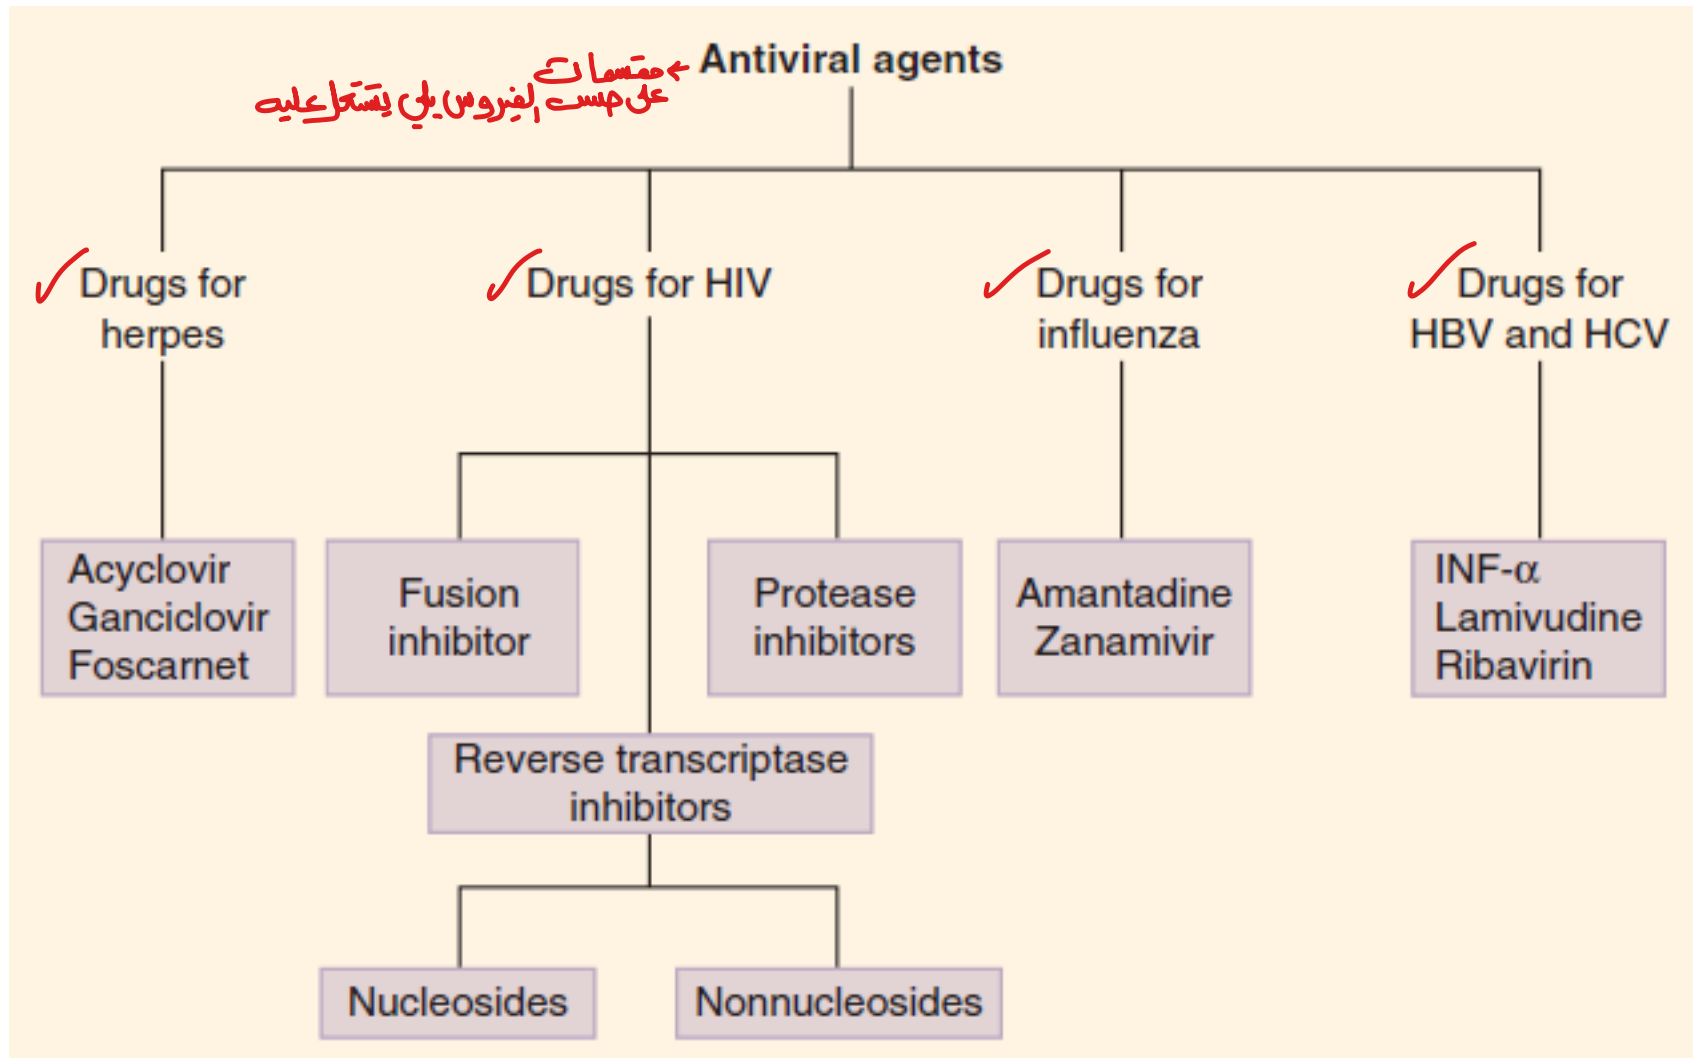 Antiviral agents
مقسمات
على حسب الفيروس يلي بتشتغل عليه
Drugs for
herpes
Drugs for HIV
Drugs for
influenza
Drugs for
HBV and HCV
Acyclovir
Ganciclovir
Foscarnet
Fusion
inhibitor
Protease
inhibitors
Amantadine
Zanamivir
INF-α
Lamivudine
Ribavirin
Reverse transcriptase
inhibitors
Nucleosides
Nonnucleosides